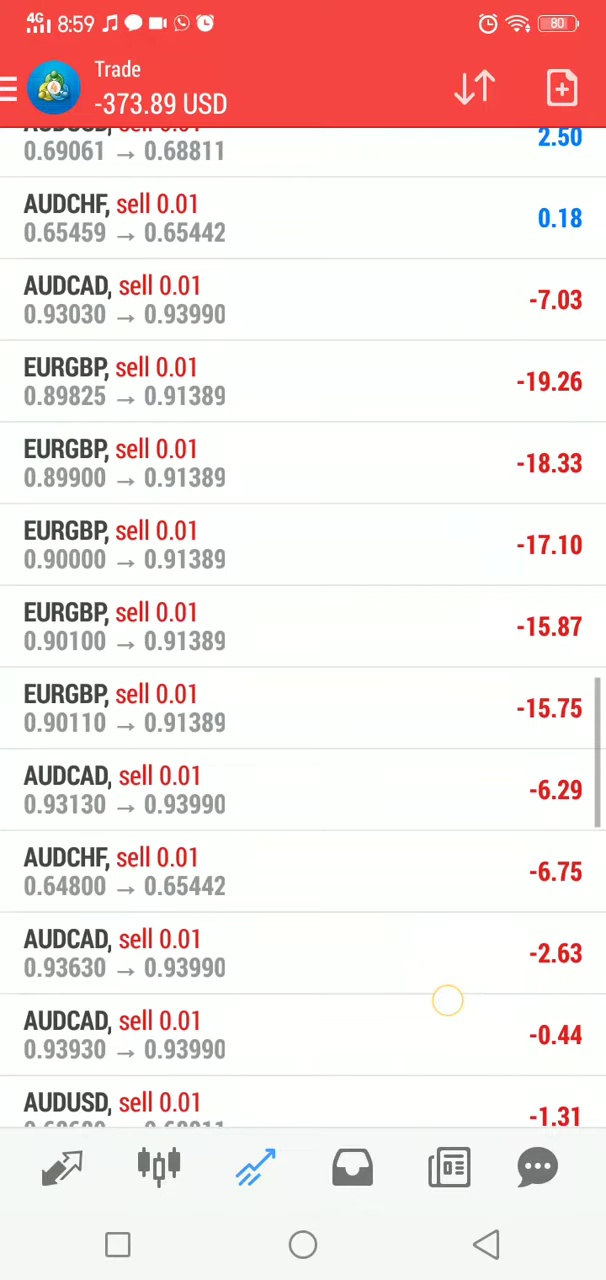 4G 8:59 80
Trade
-373.89 USD
AUDUSD, sell 0.01
0.69061 → 0.68811 2.50
AUDCHF, sell 0.01
0.65459 → 0.65442 0.18
AUDCAD, sell 0.01
0.93030 → 0.93990 -7.03
EURGBP, sell 0.01
0.89825 → 0.91389 -19.26
EURGBP, sell 0.01
0.89900 → 0.91389 -18.33
EURGBP, sell 0.01
0.90000 → 0.91389 -17.10
EURGBP, sell 0.01
0.90100 → 0.91389 -15.87
EURGBP, sell 0.01
0.90110 → 0.91389 -15.75
AUDCAD, sell 0.01
0.93130 → 0.93990 -6.29
AUDCHF, sell 0.01
0.64800 → 0.65442 -6.75
AUDCAD, sell 0.01
0.93630 → 0.93990 -2.63
AUDCAD, sell 0.01
0.93930 → 0.93990 -0.44
AUDUSD, sell 0.01
-1.31